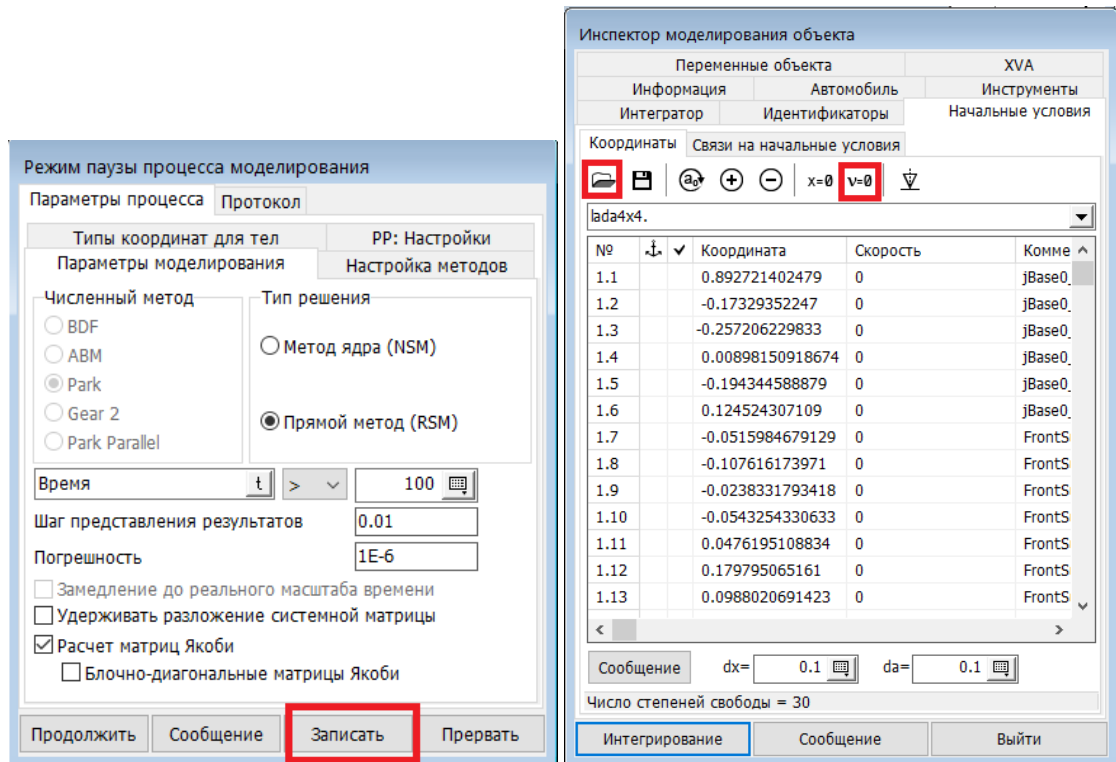 Режим паузы процесса моделирования
Параметры процесса Протокол
Типы координат для тел PP: Настройки
Параметры моделирования Настройка методов
Численный метод Тип решения
BDF
ABM
Park
Gear 2
Park Parallel
Метод ядра (NSM)
Прямой метод (RSM)
Время t > 100
Шаг представления результатов 0.01
Погрешность 1E-6
Замедление до реального масштаба времени
Удерживать разложение системной матрицы
Расчет матриц Якоби
Блочно-диагональные матрицы Якоби
Продолжить Сообщение Записать Прервать
Инспектор моделирования объекта
Переменные объекта XVA
Информация Автомобиль Инструменты
Интегратор Идентификаторы Начальные условия
Координаты Связи на начальные условия
a₀ x=0 v=0
lada4x4.
№ Координата Скорость Комме
1.1 0.892721402479 0 jBase0_
1.2 -0.17329352247 0 jBase0_
1.3 -0.257206229833 0 jBase0_
1.4 0.00898150918674 0 jBase0_
1.5 -0.194344588879 0 jBase0_
1.6 0.124524307109 0 jBase0_
1.7 -0.0515984679129 0 FrontS
1.8 -0.107616173971 0 FrontS
1.9 -0.0238331793418 0 FrontS
1.10 -0.0543254330633 0 FrontS
1.11 0.0476195108834 0 FrontS
1.12 0.179795065161 0 FrontS
1.13 0.0988020691423 0 FrontS
Сообщение dx= 0.1 da= 0.1
Число степеней свободы = 30
Интегрирование Сообщение Выйти